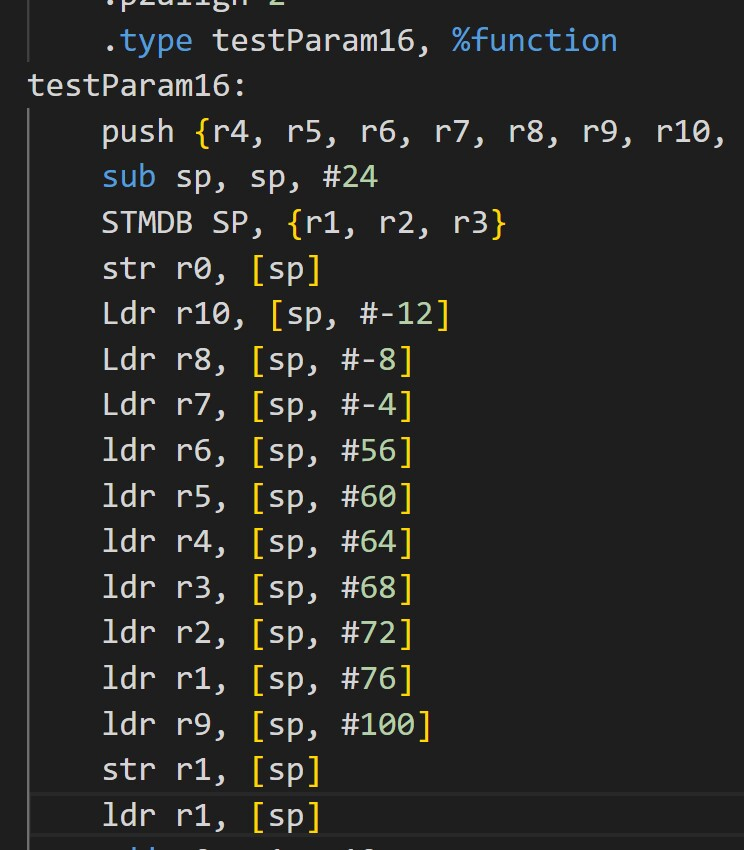 .p2align 2
.type testParam16, %function
testParam16:
push {r4, r5, r6, r7, r8, r9, r10,
sub sp, sp, #24
STMDB SP, {r1, r2, r3}
str r0, [sp]
Ldr r10, [sp, #-12]
Ldr r8, [sp, #-8]
Ldr r7, [sp, #-4]
ldr r6, [sp, #56]
ldr r5, [sp, #60]
ldr r4, [sp, #64]
ldr r3, [sp, #68]
ldr r2, [sp, #72]
ldr r1, [sp, #76]
ldr r9, [sp, #100]
str r1, [sp]
ldr r1, [sp]